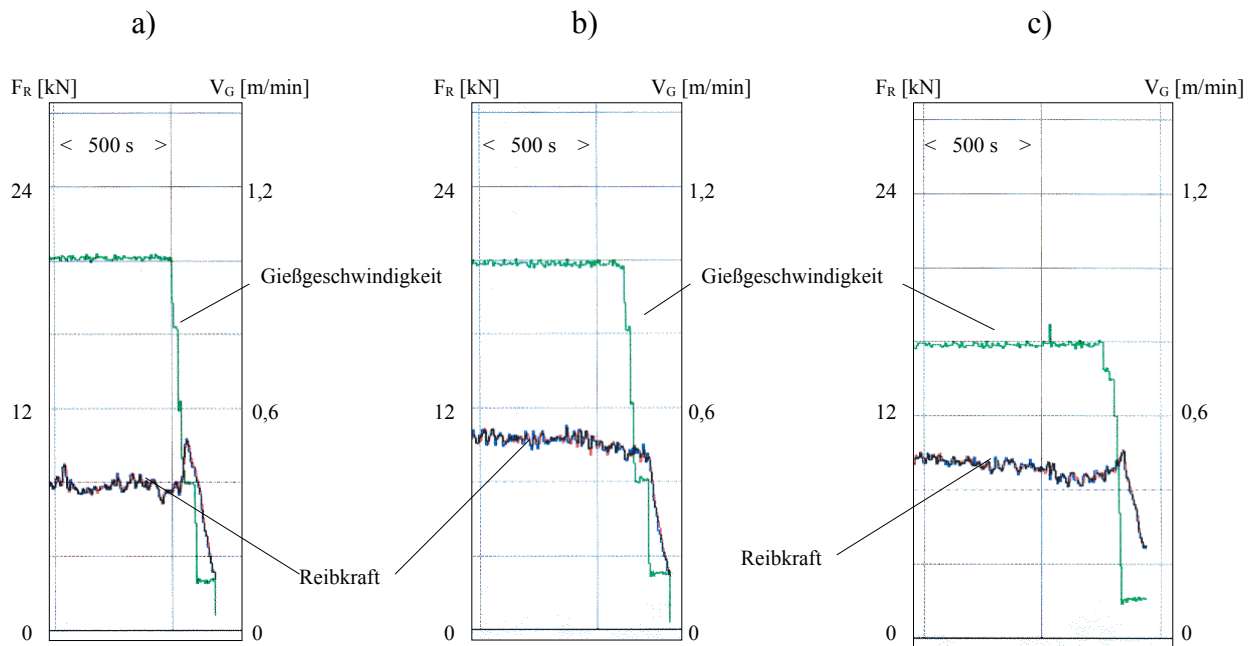 a) b) c)
F_R [kN] V_G [m/min] F_R [kN] V_G [m/min] F_R [kN] V_G [m/min]
< 500 s > < 500 s > < 500 s >
24 1,2 24 1,2 24 1,2
Gießgeschwindigkeit Gießgeschwindigkeit
12 0,6 12 0,6 12 0,6
Reibkraft Reibkraft
0 0 0 0 0 0